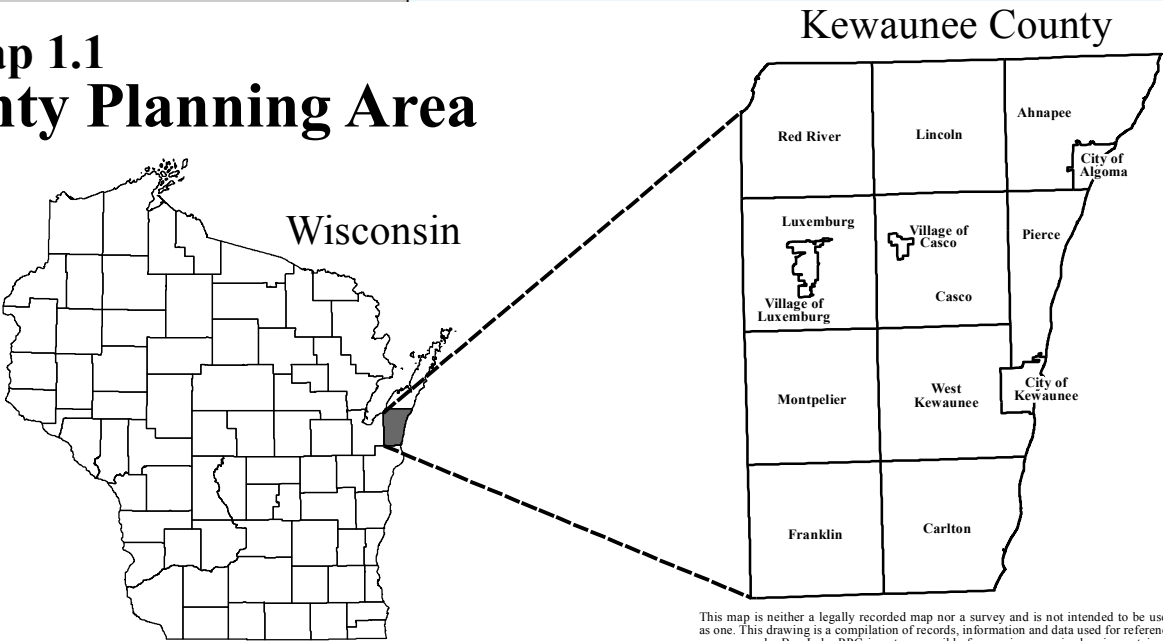 ap 1.1
nty Planning Area
Wisconsin
Kewaunee County
Red River
Lincoln
Ahnapee
City of
Algoma
Luxemburg
Village of
Luxemburg
Village of
Casco
Casco
Pierce
Montpelier
West
Kewaunee
City of
Kewaunee
Franklin
Carlton
This map is neither a legally recorded map nor a survey and is not intended to be use
as one. This drawing is a compilation of records, information and data used for referen